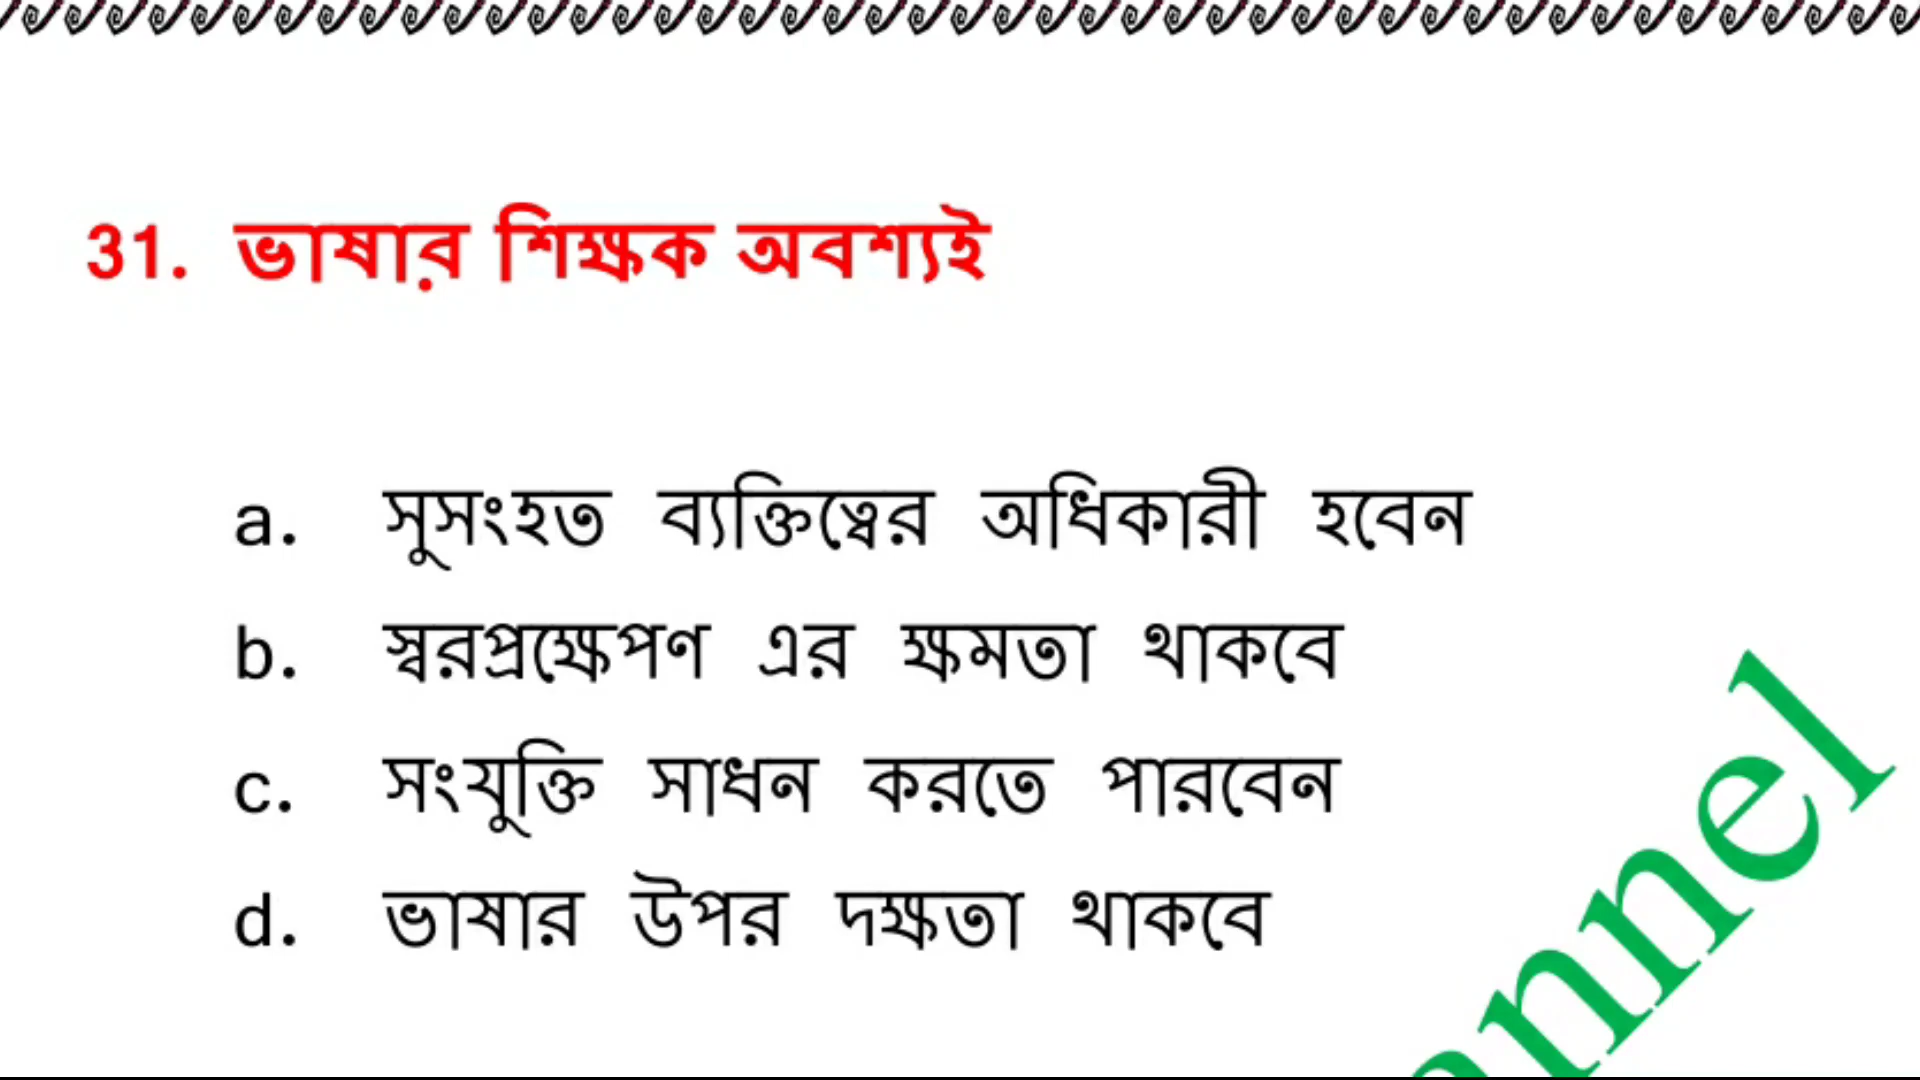 31. ভাষার শিক্ষক অবশ্যই
a. সুসংহত ব্যক্তিত্বের অধিকারী হবেন
b. স্বরপ্রক্ষেপণ এর ক্ষমতা থাকবে
c. সংযুক্তি সাধন করতে পারবেন
d. ভাষার উপর দক্ষতা থাকবে